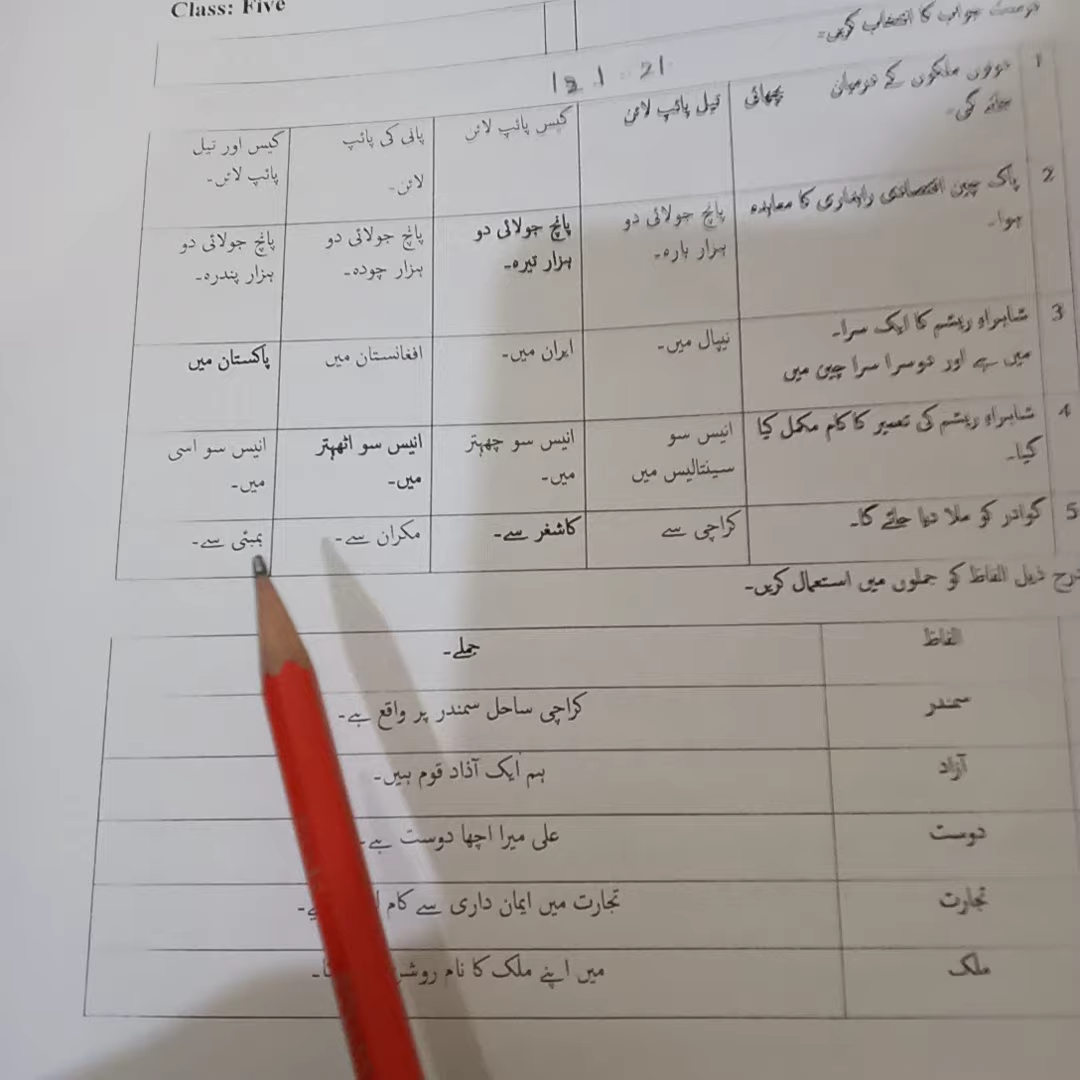 Class: Five
درست جواب کا انتخاب کریں۔
12 1 21
1
دونوں ملکوں کے درمیان بچھائی
جائے گی۔
تیل پائپ لائن
گیس پائپ لائن
پانی کی پائپ
لائن۔
گیس اور تیل
پائپ لائن۔
2
پاک چین اقتصادی راہداری کا معاہدہ
ہوا۔
پانچ جولائی دو
ہزار بارہ۔
پانچ جولائی دو
ہزار تیرہ۔
پانچ جولائی دو
ہزار چودہ۔
پانچ جولائی دو
ہزار پندرہ۔
3
شاہراہ ریشم کا ایک سرا۔
میں ہے اور دوسرا سرا چین میں
نیپال میں۔
ایران میں۔
افغانستان میں
پاکستان میں
4
شاہراہ ریشم کی تعمیر کا کام مکمل کیا
گیا۔
انیس سو
سینتالیس میں
انیس سو چھہتر
میں۔
انیس سو اٹھہتر
میں۔
انیس سو اسی
میں۔
5
گوادر کو ملا دیا جائے گا۔
کراچی سے
کاشغر سے۔
مکران سے۔
بمبئی سے۔
درج ذیل الفاظ کو جملوں میں استعمال کریں۔
الفاظ
جملے۔
سمندر
کراچی ساحل سمندر پر واقع ہے۔
آزاد
ہم ایک آذاد قوم ہیں۔
دوست
علی میرا اچھا دوست ہے۔
تجارت
تجارت میں ایمان داری سے کام
ملک
میں اپنے ملک کا نام